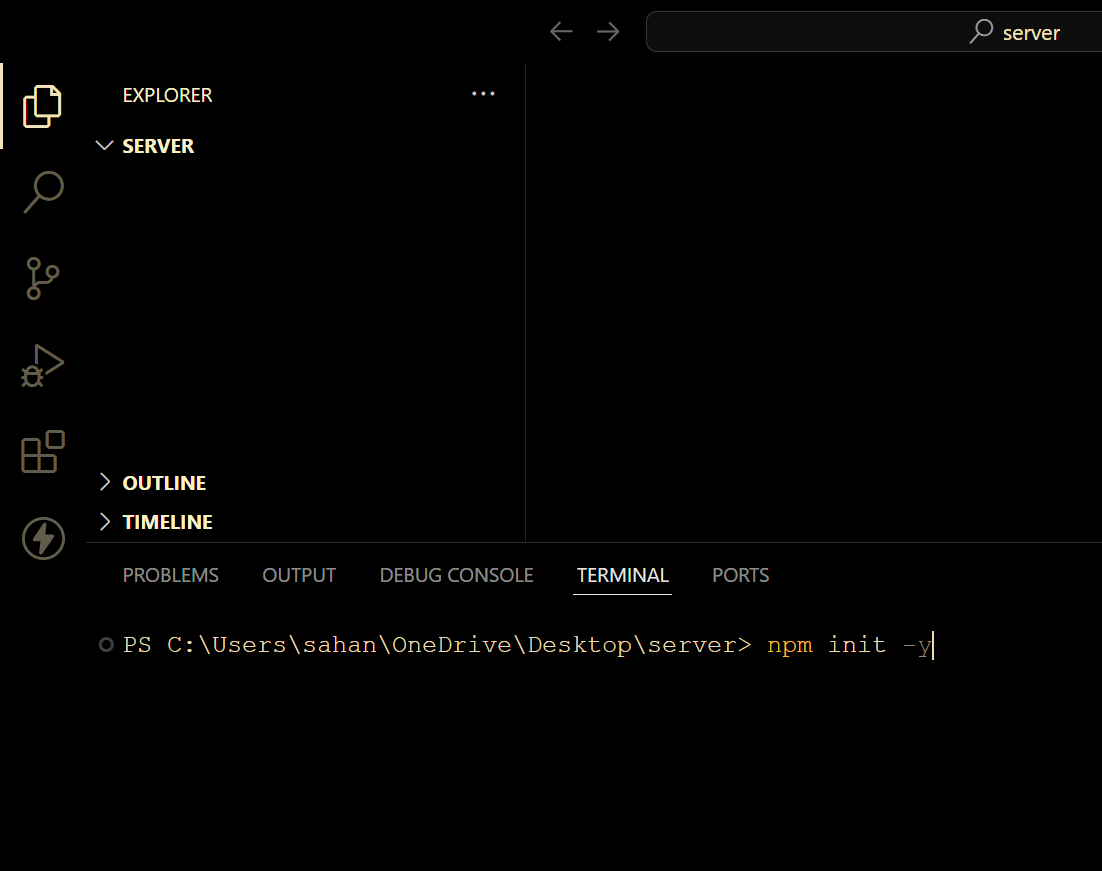 server
EXPLORER
SERVER
OUTLINE
TIMELINE
PROBLEMS OUTPUT DEBUG CONSOLE TERMINAL PORTS
PS C:\Users\sahan\OneDrive\Desktop\server> npm init -y